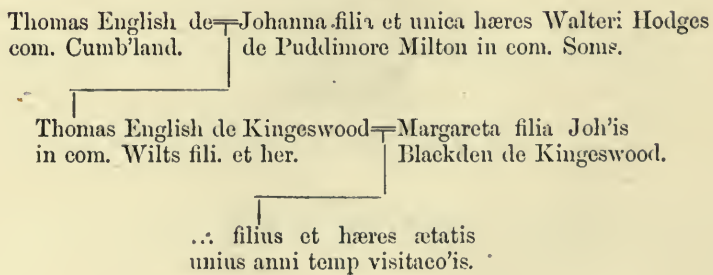 Thomas English de Johanna filia et unica hæres Walteri Hodges
com. Cumb'land. de Puddimore Milton in com. Soms.
Thomas English de Kingeswood Margareta filia Joh'is
in com. Wilts fili. et her. Blackden de Kingeswood.
... filius et hæres ætatis
unius anni temp visitaco'is.